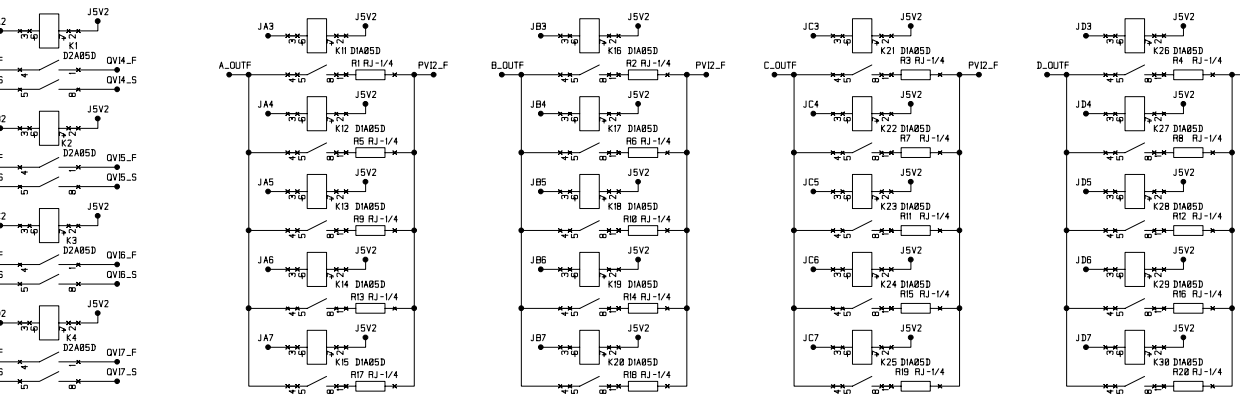 J5V2
K1
D2A05D
QVI4_F
QVI4_S
J5V2
K2
D2A05D
QVI5_F
QVI5_S
J5V2
K3
D2A05D
QVI6_F
QVI6_S
J5V2
K4
D2A05D
QVI7_F
QVI7_S
JA3
J5V2
K11 D1A05D
A_OUTF
R1 RJ-1/4
PVI2_F
JA4
J5V2
K12 D1A05D
R5 RJ-1/4
JA5
J5V2
K13 D1A05D
R9 RJ-1/4
JA6
J5V2
K14 D1A05D
R13 RJ-1/4
JA7
J5V2
K15 D1A05D
R17 RJ-1/4
JB3
J5V2
K16 D1A05D
B_OUTF
R2 RJ-1/4
PVI2_F
JB4
J5V2
K17 D1A05D
R6 RJ-1/4
JB5
J5V2
K18 D1A05D
R10 RJ-1/4
JB6
J5V2
K19 D1A05D
R14 RJ-1/4
JB7
J5V2
K20 D1A05D
R18 RJ-1/4
JC3
J5V2
K21 D1A05D
C_OUTF
R3 RJ-1/4
PVI2_F
JC4
J5V2
K22 D1A05D
R7 RJ-1/4
JC5
J5V2
K23 D1A05D
R11 RJ-1/4
JC6
J5V2
K24 D1A05D
R15 RJ-1/4
JC7
J5V2
K25 D1A05D
R19 RJ-1/4
JD3
J5V2
K26 D1A05D
D_OUTF
R4 RJ-1/4
JD4
J5V2
K27 D1A05D
R8 RJ-1/4
JD5
J5V2
K28 D1A05D
R12 RJ-1/4
JD6
J5V2
K29 D1A05D
R16 RJ-1/4
JD7
J5V2
K30 D1A05D
R20 RJ-1/4